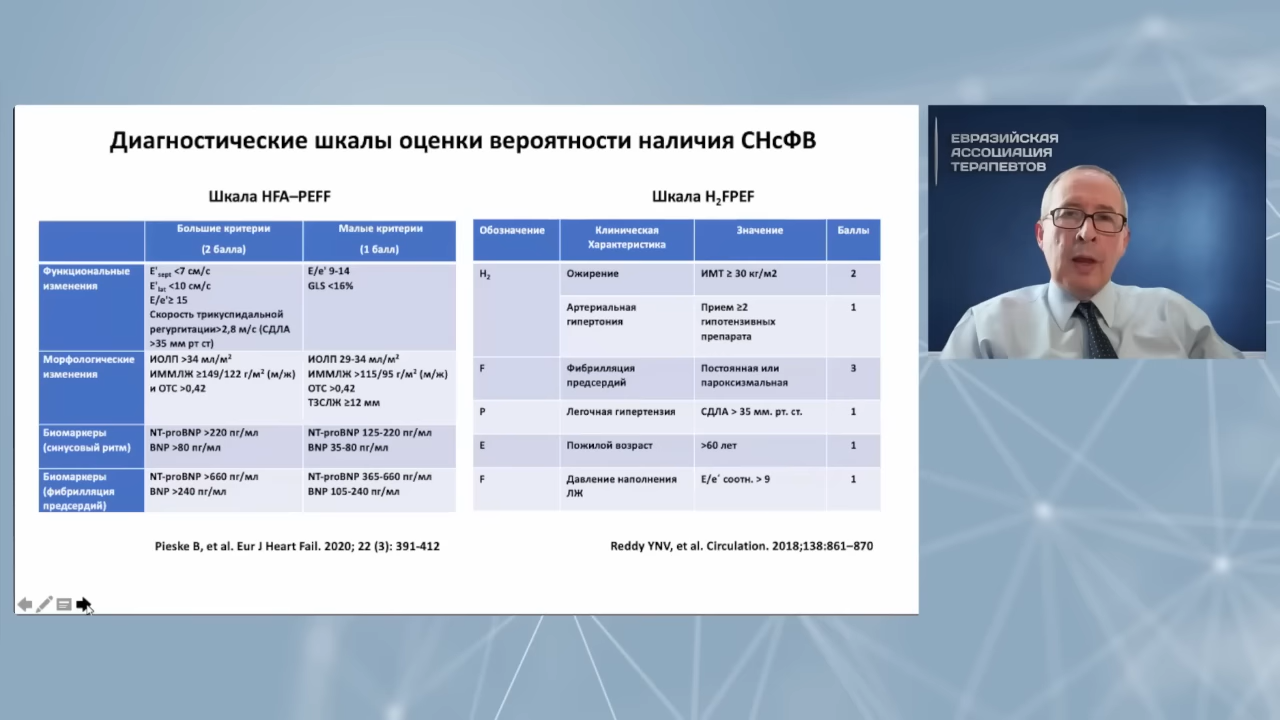 Диагностические шкалы оценки вероятности наличия СНсФВ
Шкала HFA–PEFF
Большие критерии
(2 балла)
Малые критерии
(1 балл)
Функциональные
изменения
E'sept <7 см/с
E'lat <10 см/с
E/e'≥ 15
Скорость трикуспидальной
регургитации>2,8 м/с (СДЛА
>35 мм рт ст)
E/e' 9-14
GLS <16%
Морфологические
изменения
ИОЛП >34 мл/м²
ИММЛЖ ≥149/122 г/м² (м/ж)
и ОТС >0,42
ИОЛП 29-34 мл/м²
ИММЛЖ >115/95 г/м² (м/ж)
ОТС >0,42
ТЗСЛЖ ≥12 мм
Биомаркеры
(синусовый ритм)
NT-proBNP >220 пг/мл
BNP >80 пг/мл
NT-proBNP 125-220 пг/мл
BNP 35-80 пг/мл
Биомаркеры
(фибрилляция
предсердий)
NT-proBNP >660 пг/мл
BNP >240 пг/мл
NT-proBNP 365-660 пг/мл
BNP 105-240 пг/мл
Pieske B, et al. Eur J Heart Fail. 2020; 22 (3): 391-412
Шкала H₂FPEF
Обозначение
Клиническая
Характеристика
Значение
Баллы
H₂
Ожирение
ИМТ ≥ 30 кг/м2
2
Артериальная
гипертония
Прием ≥2
гипотензивных
препарата
1
F
Фибрилляция
предсердий
Постоянная или
пароксизмальная
3
P
Легочная гипертензия
СДЛА > 35 мм. рт. ст.
1
E
Пожилой возраст
>60 лет
1
F
Давление наполнения
ЛЖ
E/e´ соотн. > 9
1
Reddy YNV, et al. Circulation. 2018;138:861–870
ЕВРАЗИЙСКАЯ
АССОЦИАЦИЯ
ТЕРАПЕВТОВ